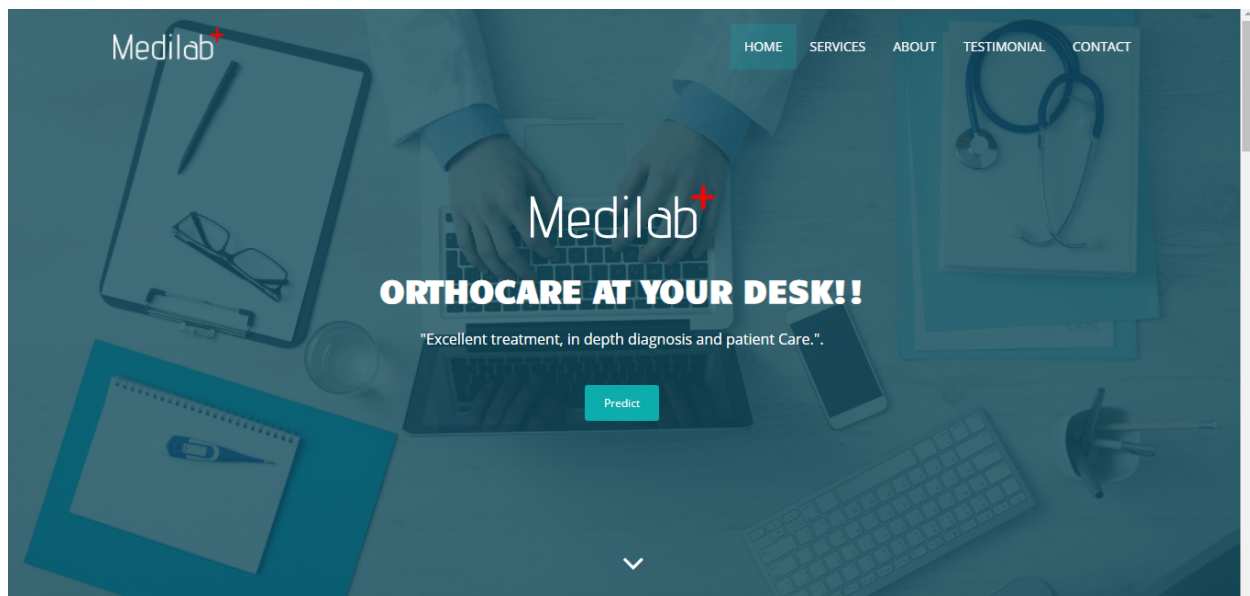 Medilab+
HOME SERVICES ABOUT TESTIMONIAL CONTACT
Medilab+
ORTHOCARE AT YOUR DESK!!
"Excellent treatment, in depth diagnosis and patient Care.".
Predict